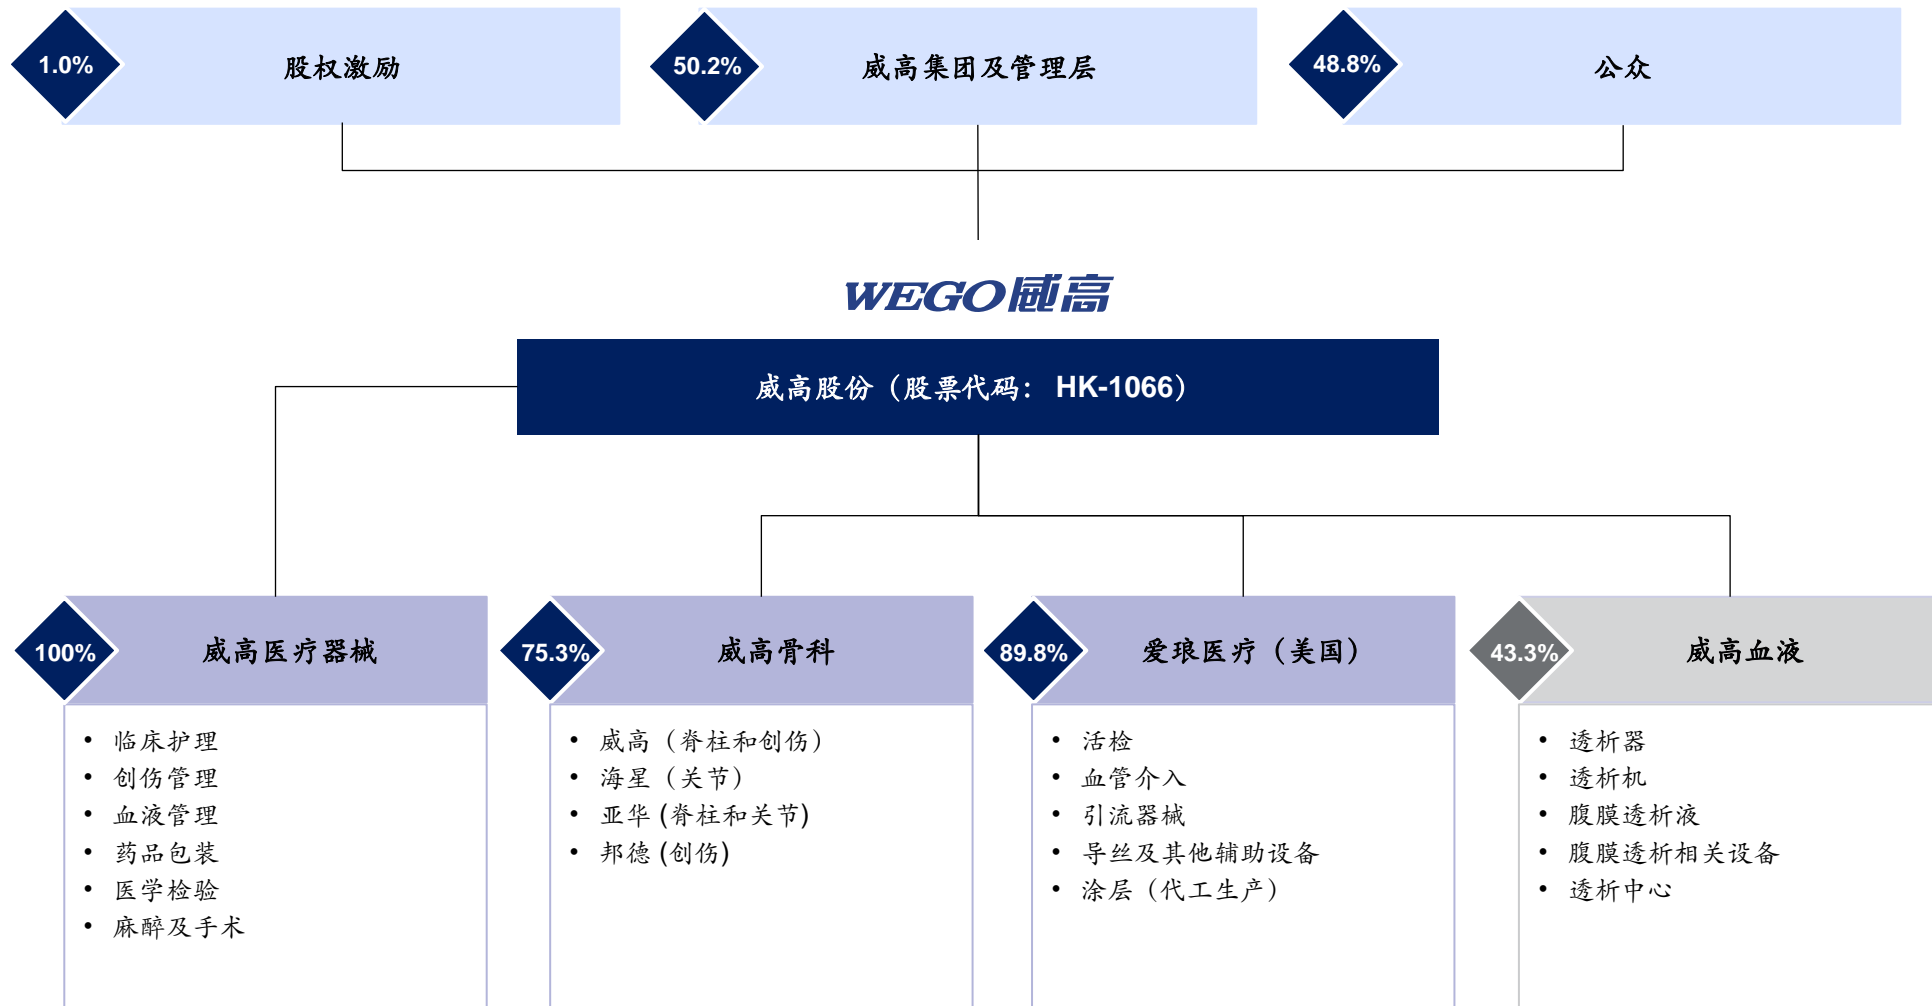 1.0%
股权激励
50.2%
威高集团及管理层
48.8%
公众
WEGO威高
威高股份（股票代码： HK-1066）
100%
威高医疗器械
• 临床护理
• 创伤管理
• 血液管理
• 药品包装
• 医学检验
• 麻醉及手术
75.3%
威高骨科
• 威高（脊柱和创伤）
• 海星（关节）
• 亚华 (脊柱和关节)
• 邦德 (创伤)
89.8%
爱琅医疗（美国）
• 活检
• 血管介入
• 引流器械
• 导丝及其他辅助设备
• 涂层（代工生产）
43.3%
威高血液
• 透析器
• 透析机
• 腹膜透析液
• 腹膜透析相关设备
• 透析中心